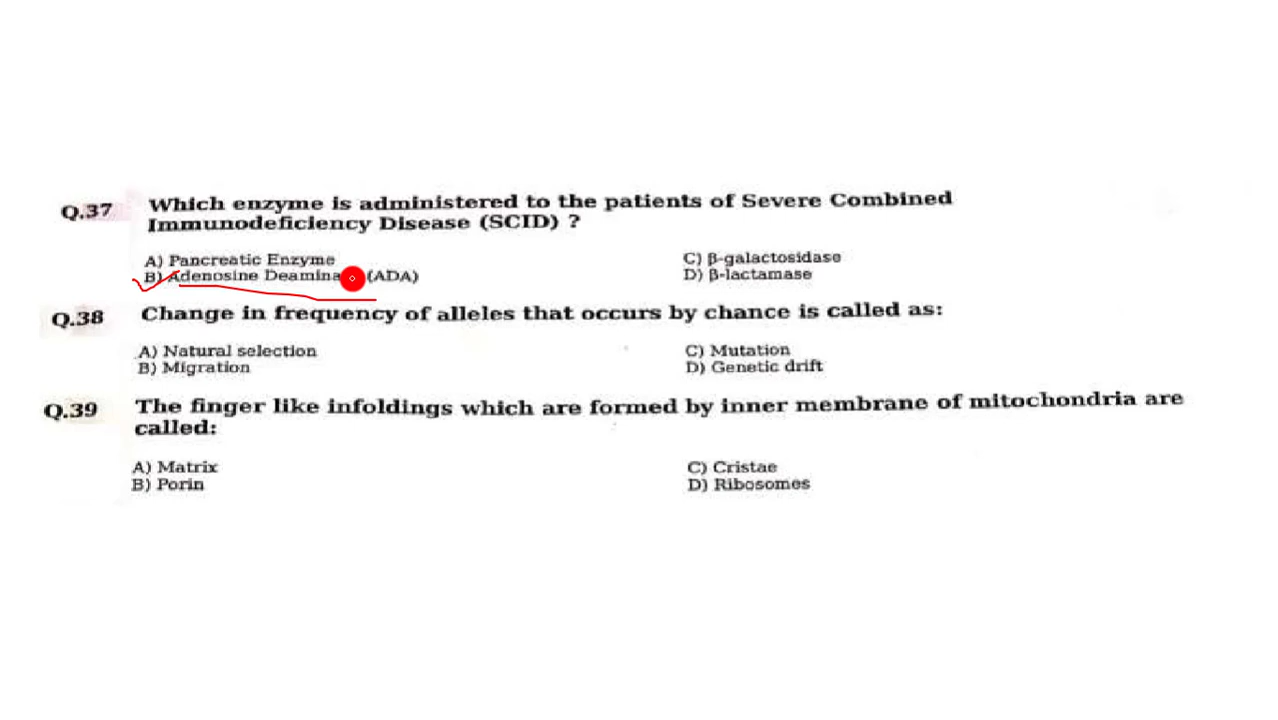 Q.37 Which enzyme is administered to the patients of Severe Combined
Immunodeficiency Disease (SCID) ?
A) Pancreatic Enzyme C) β-galactosidase
B) Adenosine Deamina (ADA) D) β-lactamase
Q.38 Change in frequency of alleles that occurs by chance is called as:
A) Natural selection C) Mutation
B) Migration D) Genetic drift
Q.39 The finger like infoldings which are formed by inner membrane of mitochondria are
called:
A) Matrix C) Cristae
B) Porin D) Ribosomes